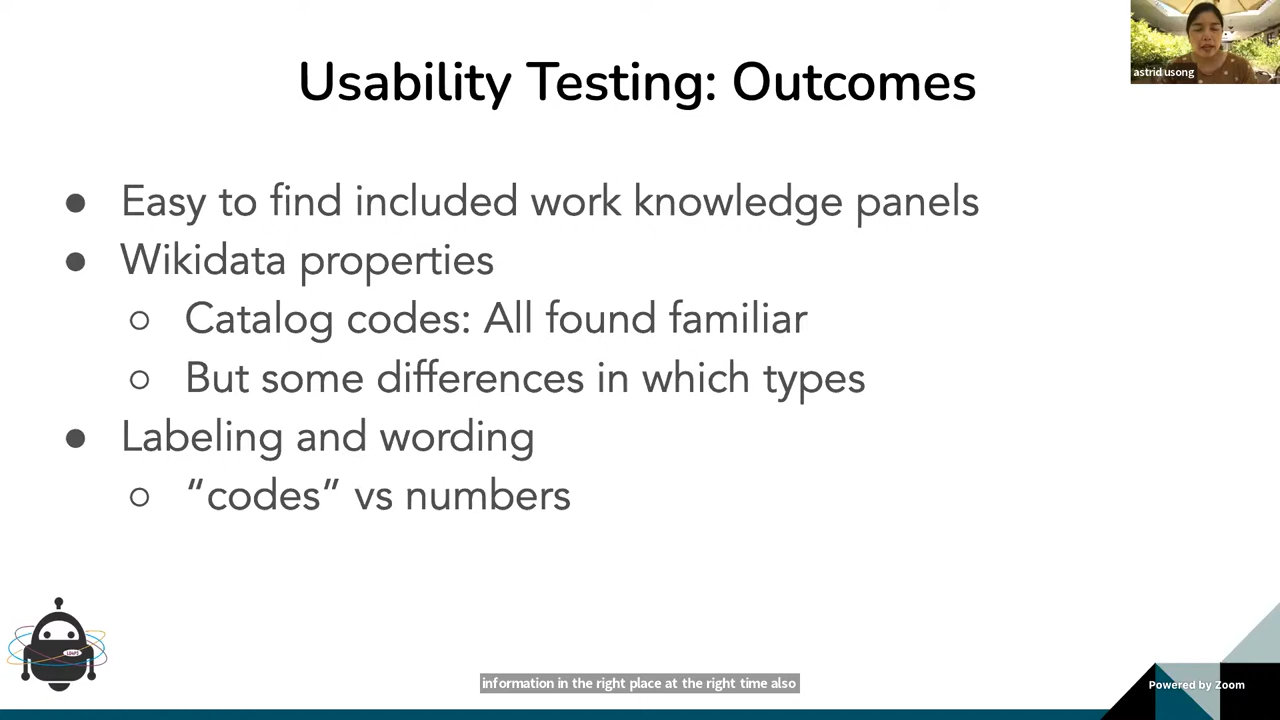 astrid usong
Usability Testing: Outcomes
● Easy to find included work knowledge panels
● Wikidata properties
○ Catalog codes: All found familiar
○ But some differences in which types
● Labeling and wording
○ “codes” vs numbers
information in the right place at the right time also
Powered by Zoom